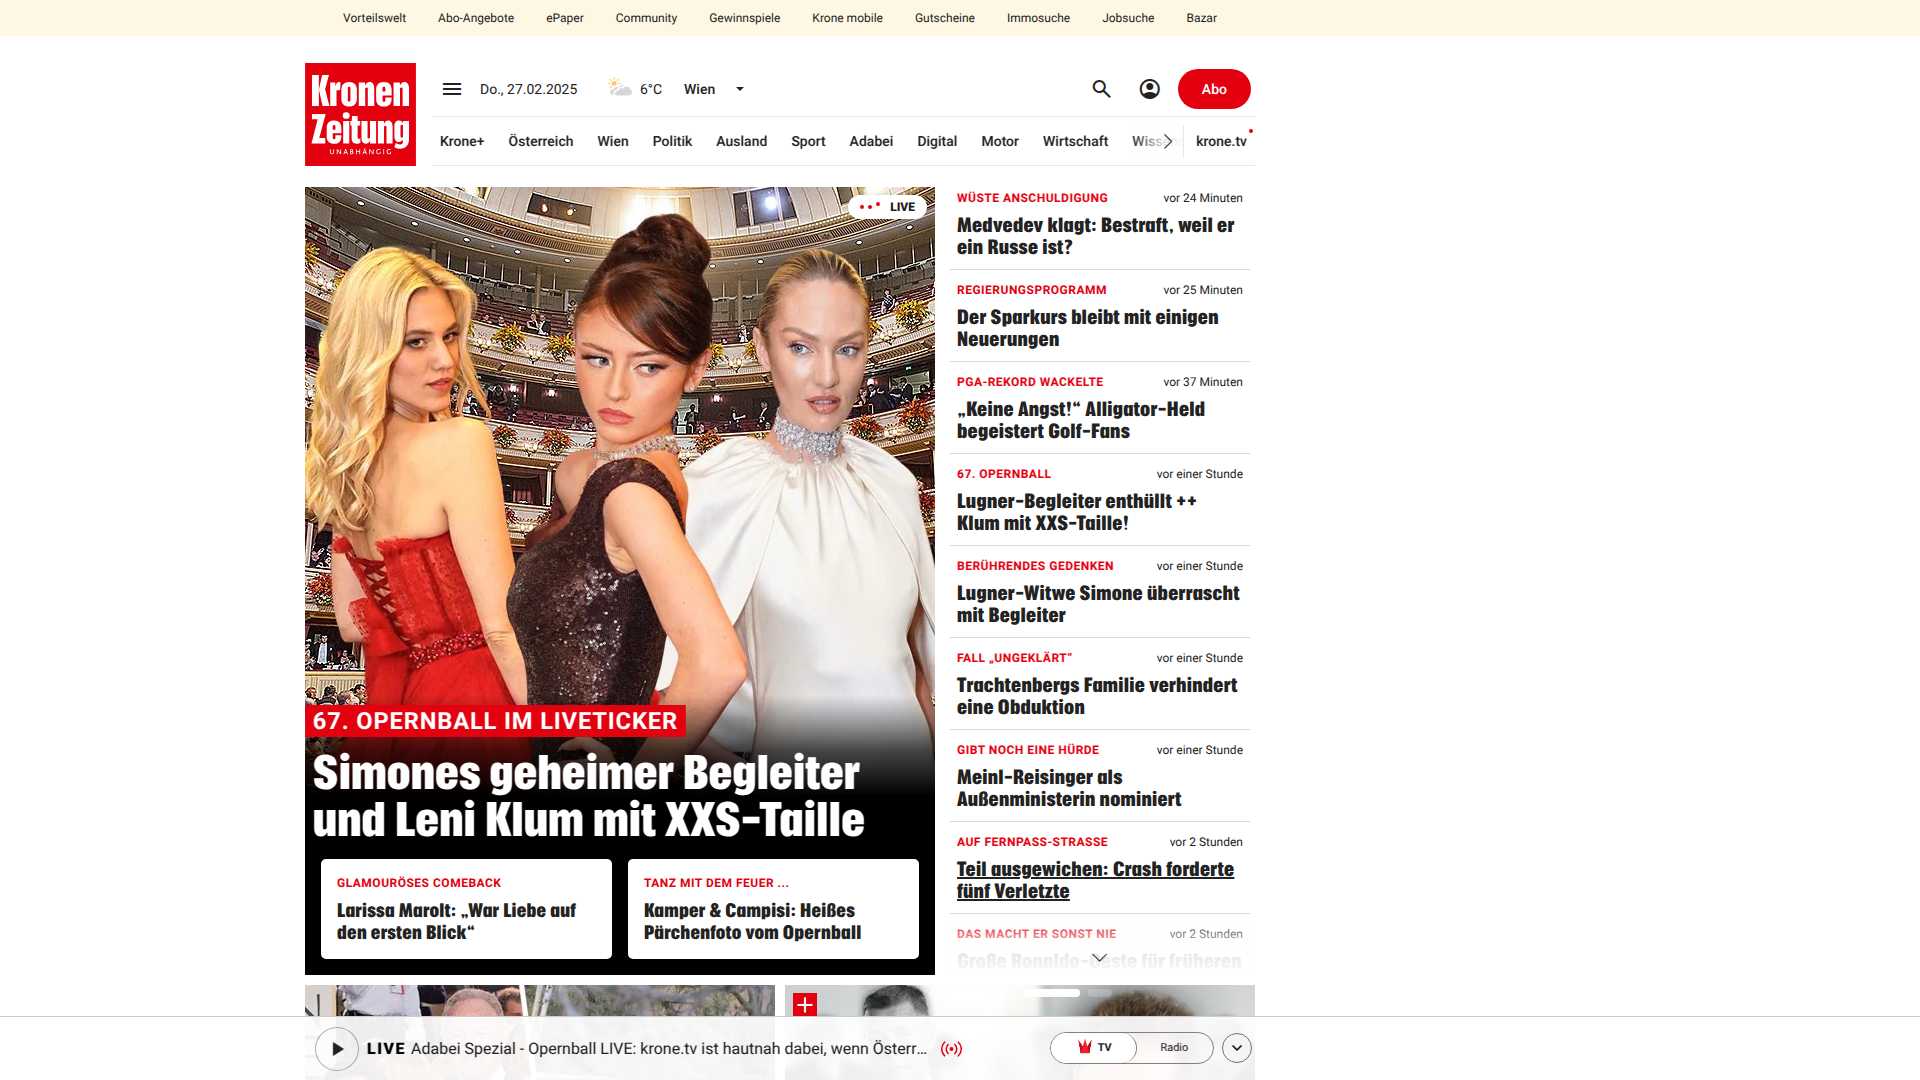 Vorteilswelt Abo-Angebote ePaper Community Gewinnspiele Krone mobile Gutscheine Immosuche Jobsuche Bazar
Kronen
Zeitung
UNABHÄNGIG
Do., 27.02.2025 6°C Wien Abo
Krone+ Österreich Wien Politik Ausland Sport Adabei Digital Motor Wirtschaft krone.tv
LIVE
67. OPERNBALL IM LIVETICKER
Simones geheimer Begleiter
und Leni Klum mit XXS-Taille
GLAMOURÖSES COMEBACK
Larissa Marolt: „War Liebe auf
den ersten Blick“
TANZ MIT DEM FEUER ...
Kamper & Campisi: Heißes
Pärchenfoto vom Opernball
WÜSTE ANSCHULDIGUNG vor 24 Minuten
Medvedev klagt: Bestraft, weil er
ein Russe ist?
REGIERUNGSPROGRAMM vor 25 Minuten
Der Sparkurs bleibt mit einigen
Neuerungen
PGA-REKORD WACKELTE vor 37 Minuten
„Keine Angst!“ Alligator-Held
begeistert Golf-Fans
67. OPERNBALL vor einer Stunde
Lugner-Begleiter enthüllt ++
Klum mit XXS-Taille!
BERÜHRENDES GEDENKEN vor einer Stunde
Lugner-Witwe Simone überrascht
mit Begleiter
FALL „UNGEKLÄRT“ vor einer Stunde
Trachtenbergs Familie verhindert
eine Obduktion
GIBT NOCH EINE HÜRDE vor einer Stunde
Meinl-Reisinger als
Außenministerin nominiert
AUF FERNPASS-STRASSE vor 2 Stunden
Teil ausgewichen: Crash forderte
fünf Verletzte
DAS MACHT ER SONST NIE vor 2 Stunden
Große Ronaldo-Geste für früheren
LIVE Adabei Spezial - Opernball LIVE: krone.tv ist hautnah dabei, wenn Österr...
TV Radio